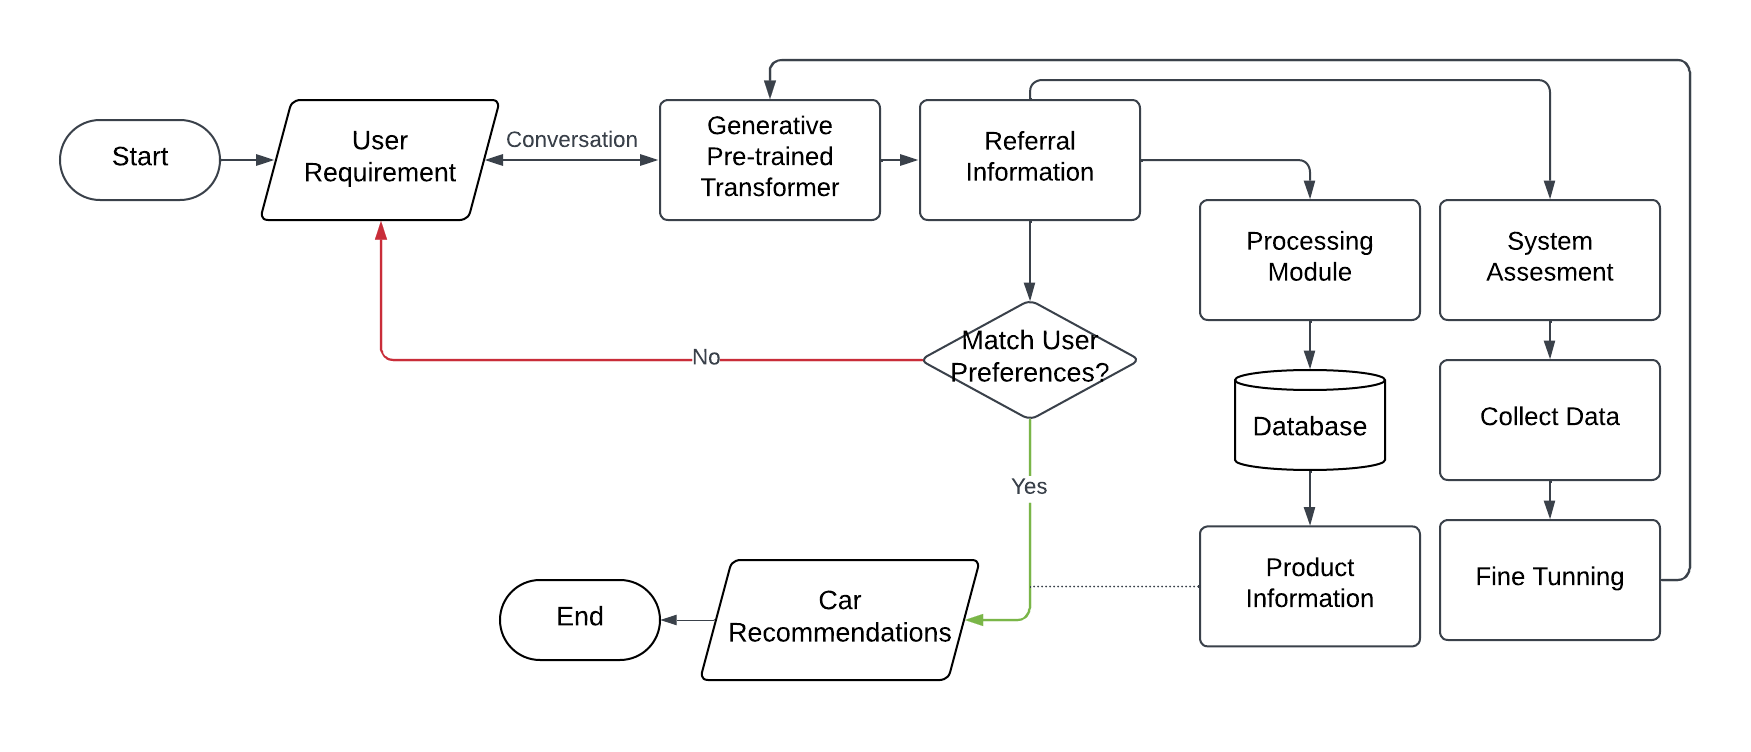 Start
User
Requirement
Conversation
Generative
Pre-trained
Transformer
Referral
Information
Processing
Module
System
Assesment
Match User
Preferences?
No
Database
Collect Data
Yes
Product
Information
Fine Tunning
Car
Recommendations
End